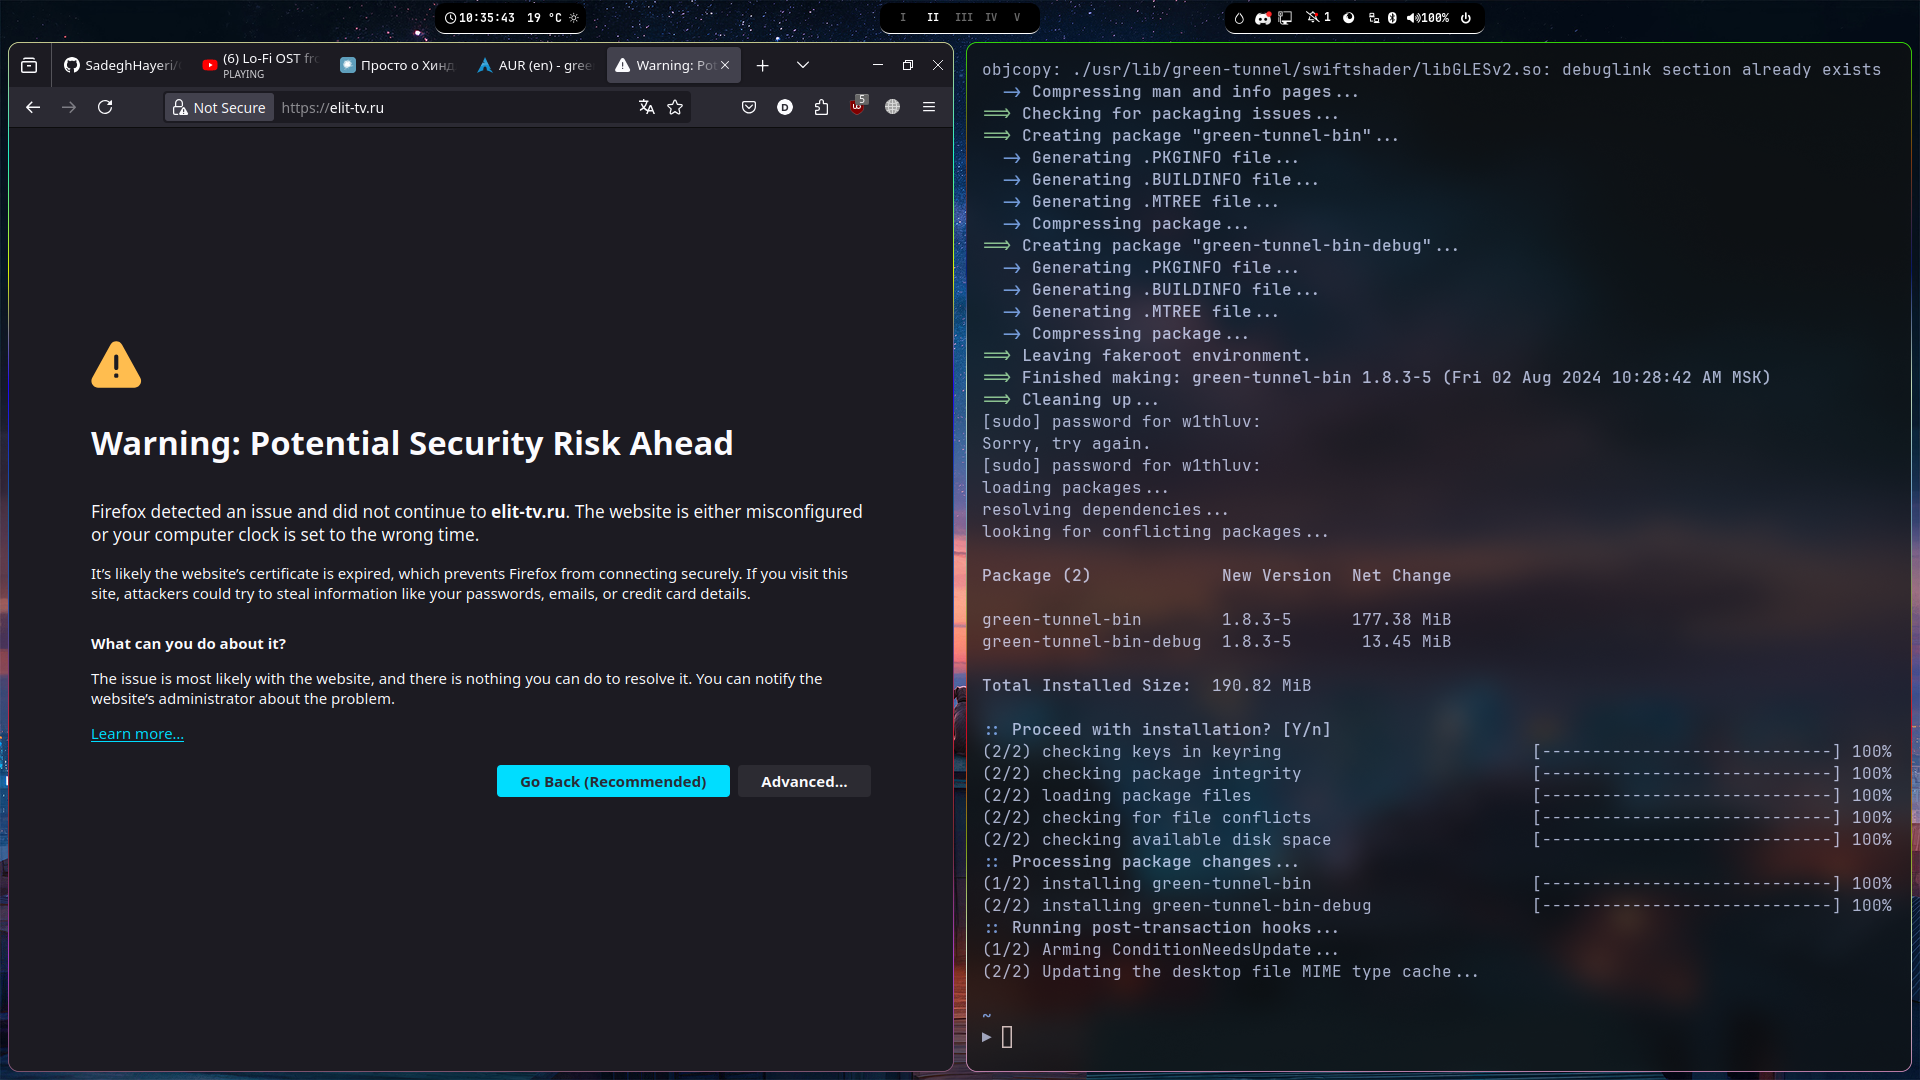 10:35:43 19 °C
I II III IV V
1 100%
SadeghHayeri/
(6) Lo-Fi OST fro
PLAYING
Просто о Хинд
AUR (en) - gree
Warning: Pot
Not Secure https://elit-tv.ru
D
5
Warning: Potential Security Risk Ahead
Firefox detected an issue and did not continue to elit-tv.ru. The website is either misconfigured
or your computer clock is set to the wrong time.
It’s likely the website’s certificate is expired, which prevents Firefox from connecting securely. If you visit this
site, attackers could try to steal information like your passwords, emails, or credit card details.
What can you do about it?
The issue is most likely with the website, and there is nothing you can do to resolve it. You can notify the
website’s administrator about the problem.
Learn more…
Go Back (Recommended) Advanced…
objcopy: ./usr/lib/green-tunnel/swiftshader/libGLESv2.so: debuglink section already exists
-> Compressing man and info pages...
==> Checking for packaging issues...
==> Creating package "green-tunnel-bin"...
-> Generating .PKGINFO file...
-> Generating .BUILDINFO file...
-> Generating .MTREE file...
-> Compressing package...
==> Creating package "green-tunnel-bin-debug"...
-> Generating .PKGINFO file...
-> Generating .BUILDINFO file...
-> Generating .MTREE file...
-> Compressing package...
==> Leaving fakeroot environment.
==> Finished making: green-tunnel-bin 1.8.3-5 (Fri 02 Aug 2024 10:28:42 AM MSK)
==> Cleaning up...
[sudo] password for w1thluv:
Sorry, try again.
[sudo] password for w1thluv:
loading packages...
resolving dependencies...
looking for conflicting packages...
Package (2) New Version Net Change
green-tunnel-bin 1.8.3-5 177.38 MiB
green-tunnel-bin-debug 1.8.3-5 13.45 MiB
Total Installed Size: 190.82 MiB
:: Proceed with installation? [Y/n]
(2/2) checking keys in keyring [-----------------------------] 100%
(2/2) checking package integrity [-----------------------------] 100%
(2/2) loading package files [-----------------------------] 100%
(2/2) checking for file conflicts [-----------------------------] 100%
(2/2) checking available disk space [-----------------------------] 100%
:: Processing package changes...
(1/2) installing green-tunnel-bin [-----------------------------] 100%
(2/2) installing green-tunnel-bin-debug [-----------------------------] 100%
:: Running post-transaction hooks...
(1/2) Arming ConditionNeedsUpdate...
(2/2) Updating the desktop file MIME type cache...
~